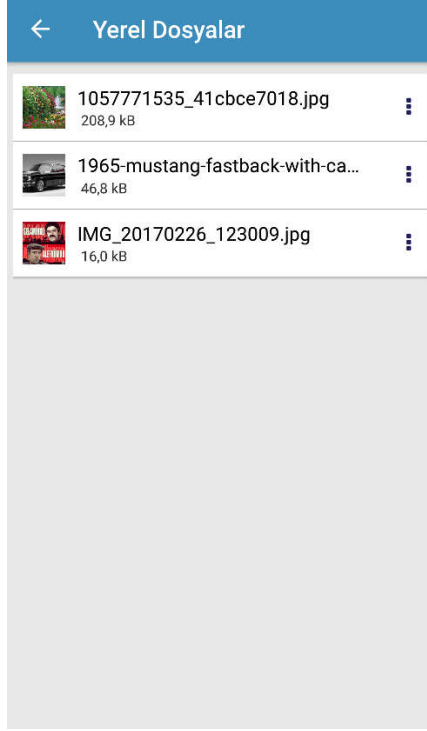 Yerel Dosyalar
1057771535_41cbce7018.jpg
208,9 kB
1965-mustang-fastback-with-ca...
46,8 kB
IMG_20170226_123009.jpg
16,0 kB